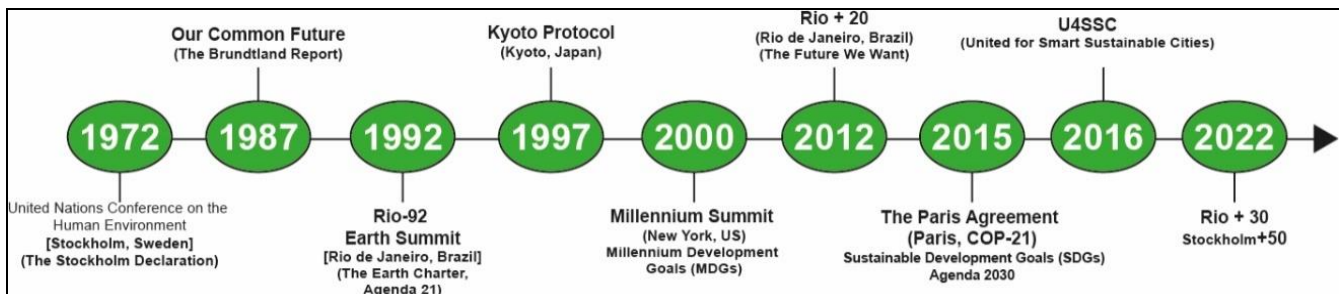 Our Common Future
(The Brundtland Report)
Kyoto Protocol
(Kyoto, Japan)
Rio + 20
(Rio de Janeiro, Brazil)
(The Future We Want)
U4SSC
(United for Smart Sustainable Cities)
1972
1987
1992
1997
2000
2012
2015
2016
2022
United Nations Conference on the
Human Environment
[Stockholm, Sweden]
(The Stockholm Declaration)
Rio-92
Earth Summit
[Rio de Janeiro, Brazil]
(The Earth Charter,
Agenda 21)
Millennium Summit
(New York, US)
Millennium Development
Goals (MDGs)
The Paris Agreement
(Paris, COP-21)
Sustainable Development Goals (SDGs)
Agenda 2030
Rio + 30
Stockholm+50